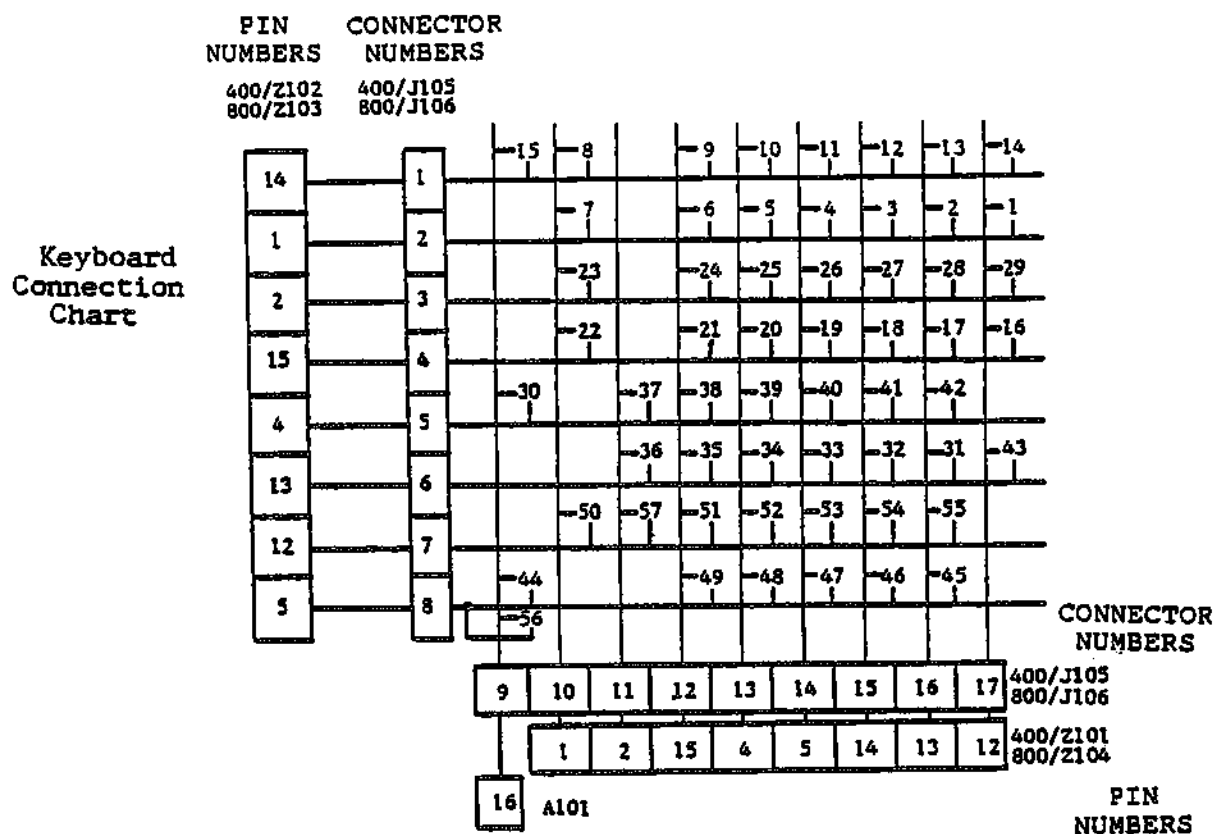 PIN CONNECTOR
NUMBERS NUMBERS
400/Z102 400/J105
800/Z103 800/J106
15 8 9 10 11 12 13 14
14 1
7 6 5 4 3 2 1
1 2
Keyboard
Connection
Chart
23 24 25 26 27 28 29
2 3
22 21 20 19 18 17 16
15 4
30 37 38 39 40 41 42
4 5
36 35 34 33 32 31 43
13 6
50 57 51 52 53 54 55
12 7
44 49 48 47 46 45
5 8
56
CONNECTOR
NUMBERS
9 10 11 12 13 14 15 16 17 400/J105
800/J106
1 2 15 4 5 14 13 12 400/Z101
800/Z104
16 A101
PIN
NUMBERS